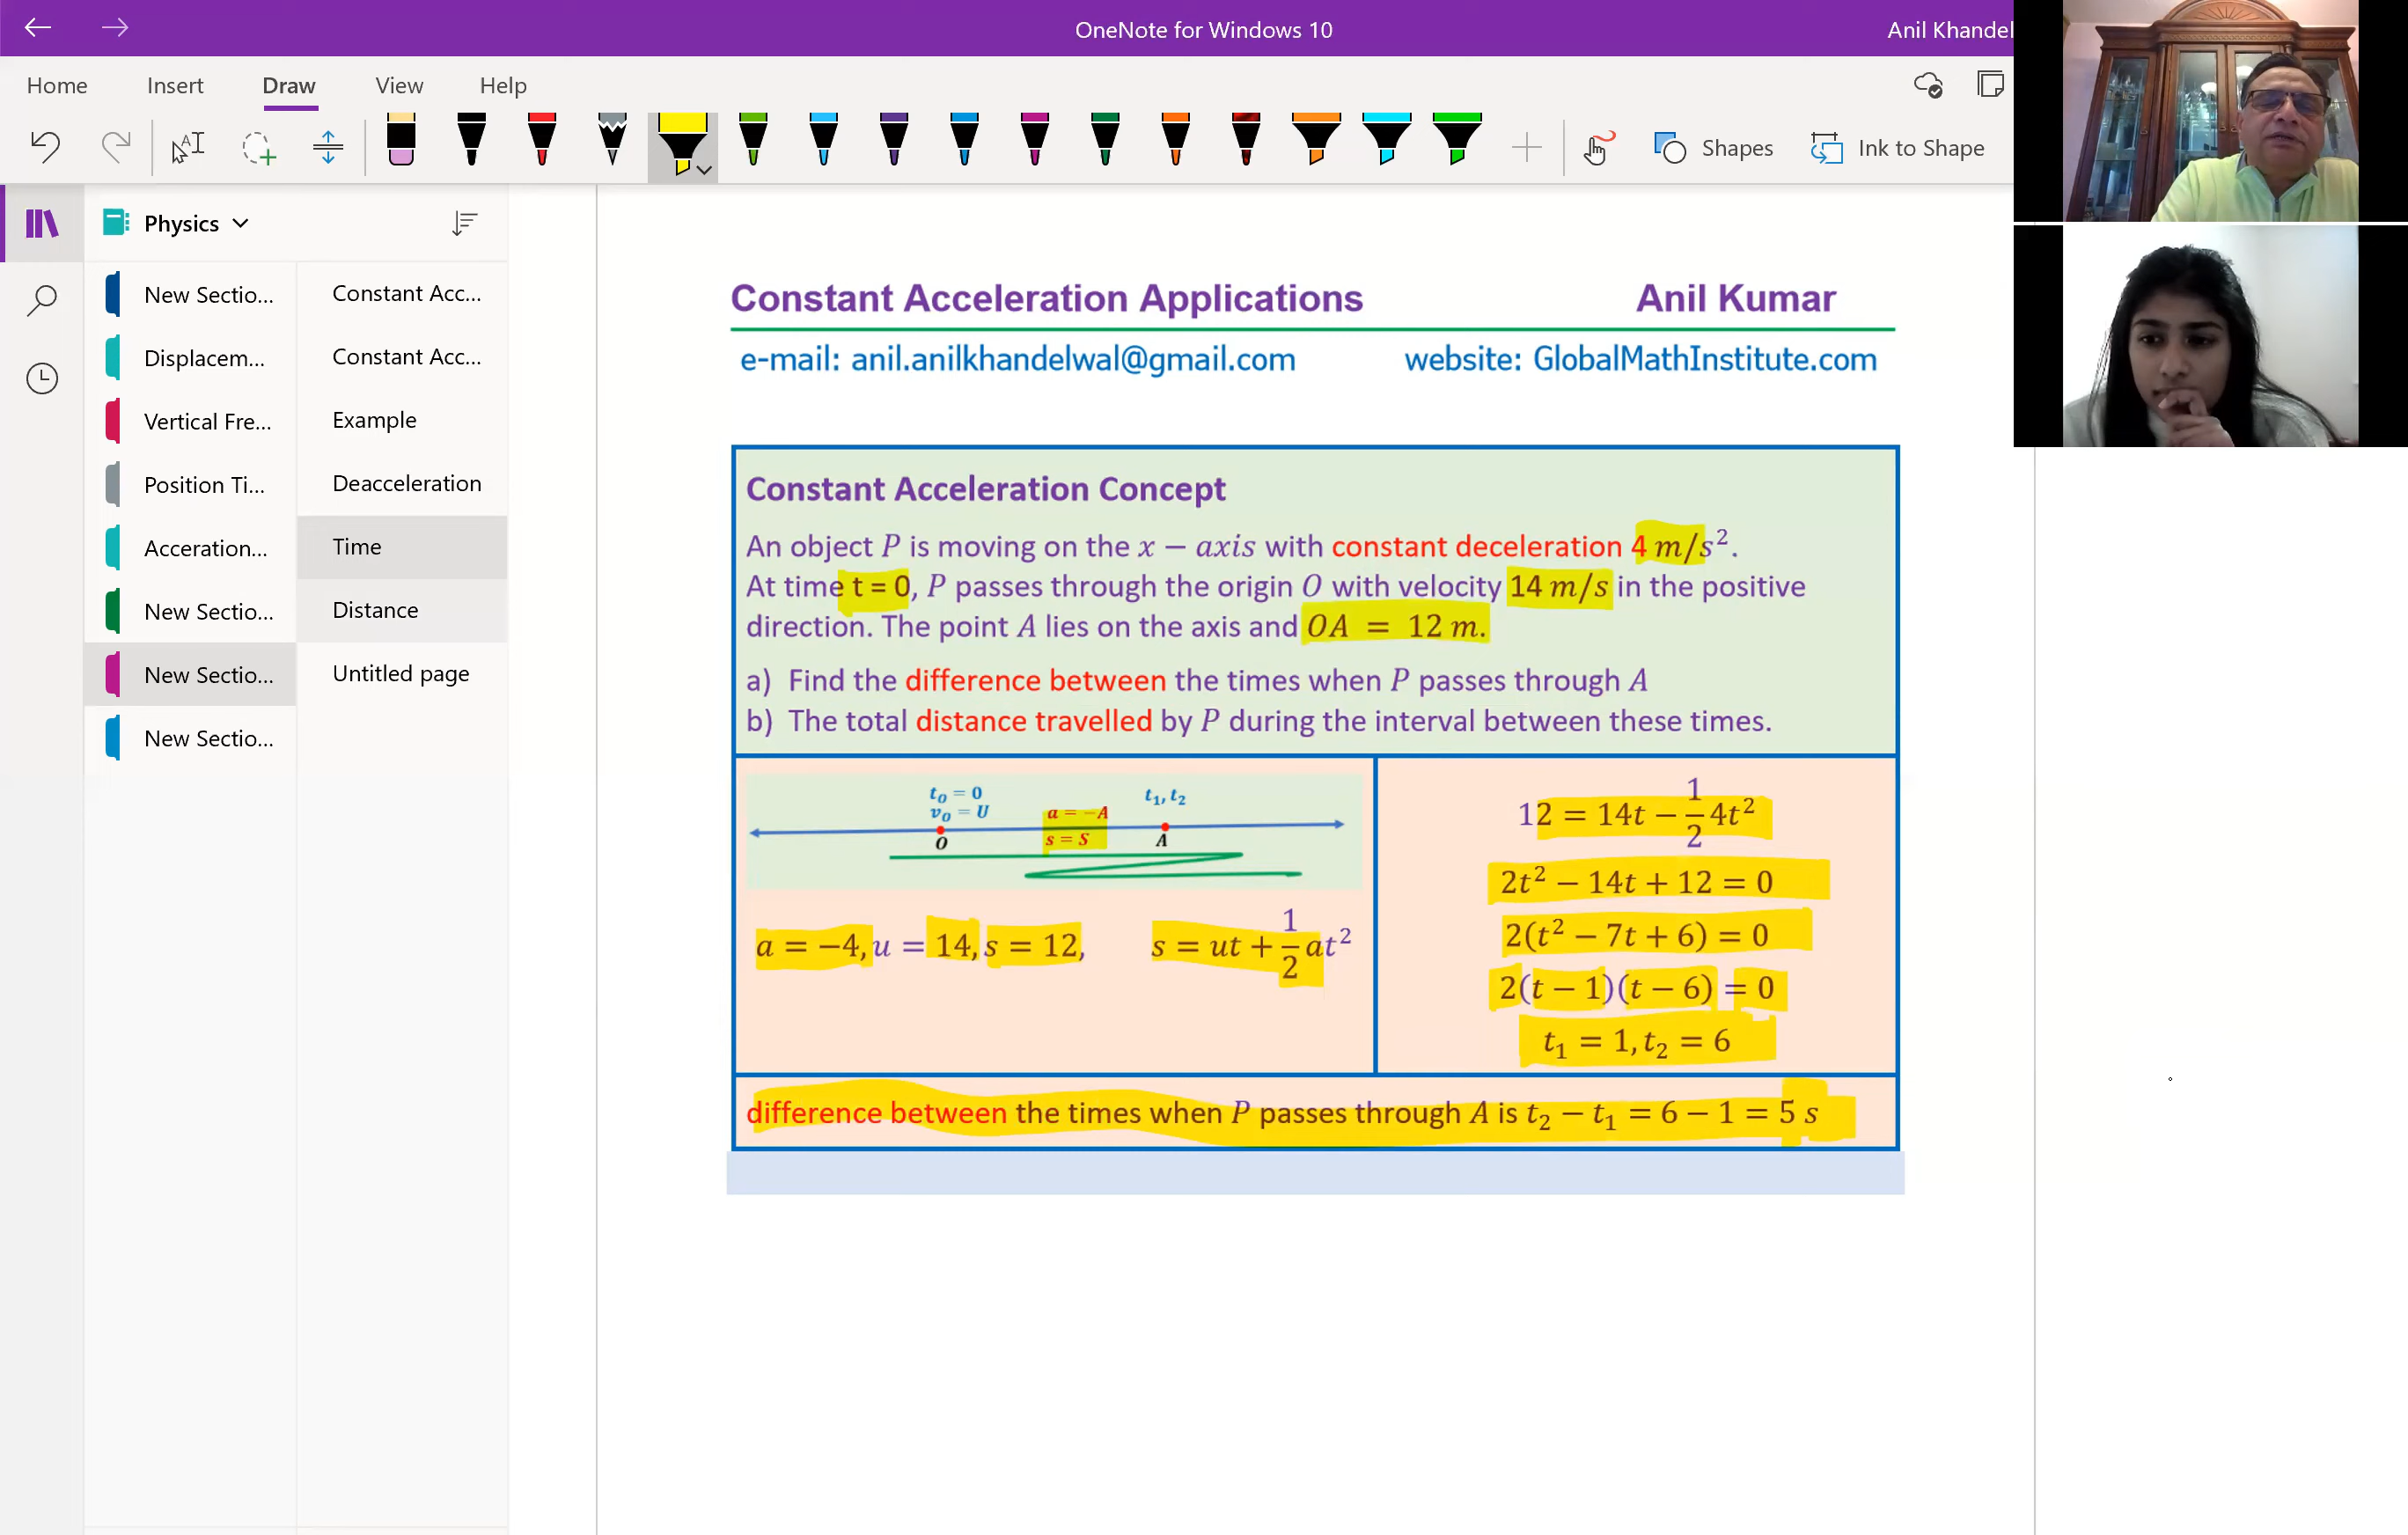 OneNote for Windows 10
Anil Khandel
Home Insert Draw View Help
Shapes
Ink to Shape
Physics
New Sectio...
Displacem...
Vertical Fre...
Position Ti...
Acceration...
New Sectio...
New Sectio...
New Sectio...
Constant Acc...
Constant Acc...
Example
Deacceleration
Time
Distance
Untitled page
Constant Acceleration Applications Anil Kumar
e-mail: anil.anilkhandelwal@gmail.com website: GlobalMathInstitute.com
Constant Acceleration Concept
An object P is moving on the x − axis with constant deceleration 4 m/s².
At time t = 0, P passes through the origin O with velocity 14 m/s in the positive
direction. The point A lies on the axis and OA = 12 m.
a) Find the difference between the times when P passes through A
b) The total distance travelled by P during the interval between these times.
t₀ = 0
v₀ = U
a = −A
s = S
t₁, t₂
O
A
a = −4, u = 14, s = 12, s = ut + 1/2 at²
12 = 14t − 1/2 4t²
2t² − 14t + 12 = 0
2(t² − 7t + 6) = 0
2(t − 1)(t − 6) = 0
t₁ = 1, t₂ = 6
difference between the times when P passes through A is t₂ − t₁ = 6 − 1 = 5 s